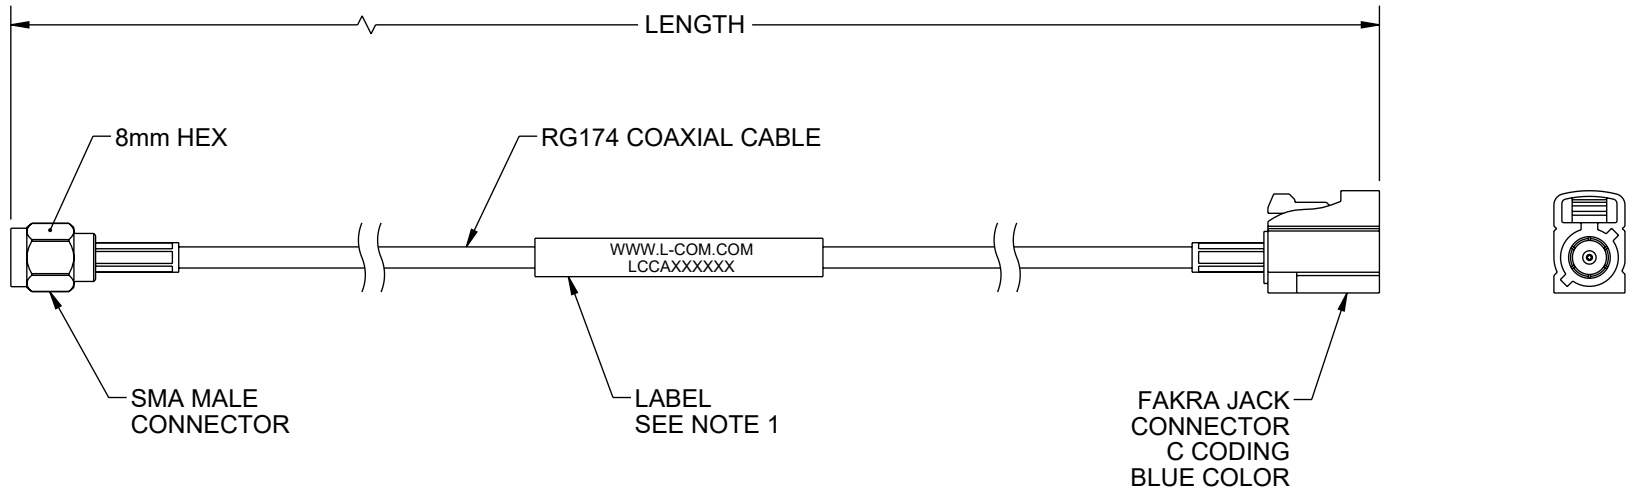 LENGTH
8mm HEX
RG174 COAXIAL CABLE
WWW.L-COM.COM
LCCAXXXXXX
SMA MALE
CONNECTOR
LABEL
SEE NOTE 1
FAKRA JACK
CONNECTOR
C CODING
BLUE COLOR